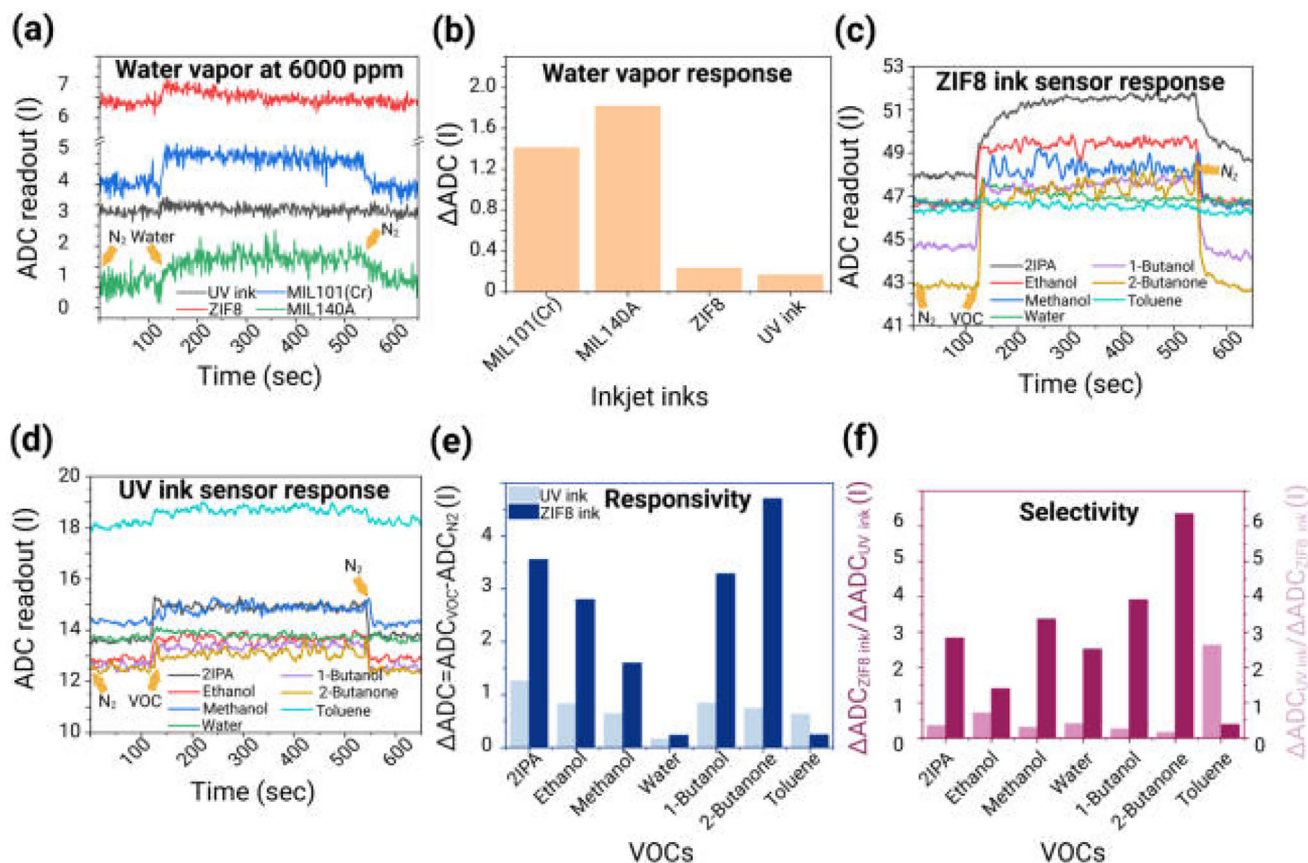 (a)
Water vapor at 6000 ppm
ADC readout (I)
7
6
5
4
3
2
1
0
N₂ Water
N₂
UV ink
MIL101(Cr)
ZIF8
MIL140A
100
200
300
400
500
600
Time (sec)
(b)
Water vapor response
ΔADC (I)
2.0
1.6
1.2
0.8
0.4
0
MIL101(Cr)
MIL140A
ZIF8
UV ink
Inkjet inks
(c)
ZIF8 ink sensor response
ADC readout (I)
53
51
49
47
45
43
41
N₂
N₂
VOC
2IPA
1-Butanol
Ethanol
2-Butanone
Methanol
Toluene
Water
100
200
300
400
500
600
Time (sec)
(d)
UV ink sensor response
ADC readout (I)
20
18
16
14
12
10
N₂
N₂
VOC
2IPA
1-Butanol
Ethanol
2-Butanone
Methanol
Toluene
Water
100
200
300
400
500
600
Time (sec)
(e)
Responsivity
UV ink
ZIF8 ink
ΔADC=ADCVOC-ADCN2 (I)
4
3
2
1
0
2IPA
Ethanol
Methanol
Water
1-Butanol
2-Butanone
Toluene
VOCs
(f)
Selectivity
ΔADCZIF8 ink/ΔADCUV ink (I)
6
5
4
3
2
1
0
6
5
4
3
2
1
0
ΔADCUV ink/ΔADCZIF8 ink (I)
2IPA
Ethanol
Methanol
Water
1-Butanol
2-Butanone
Toluene
VOCs